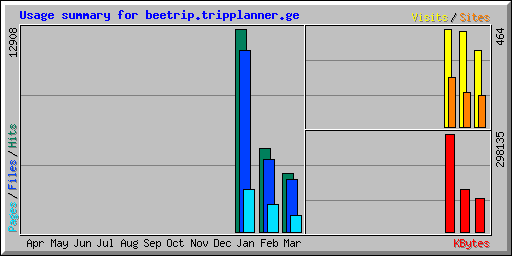 Usage summary for beetrip.tripplanner.ge
Visits/Sites
12908
464
Pages/Files/Hits
298135
Apr May Jun Jul Aug Sep Oct Nov Dec Jan Feb Mar
KBytes